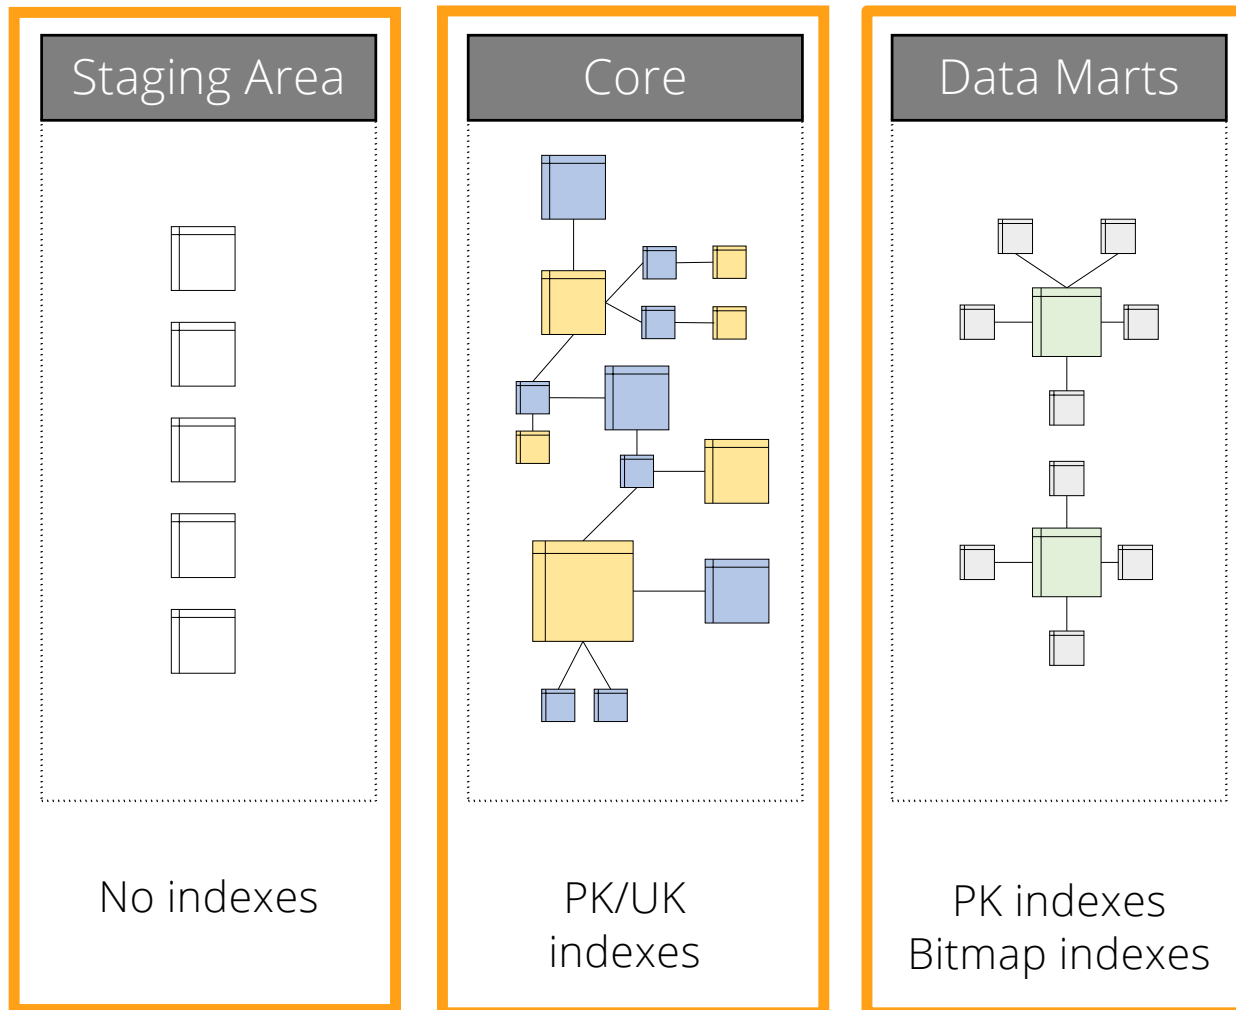 Staging Area
Core
Data Marts
No indexes
PK/UK
indexes
PK indexes
Bitmap indexes